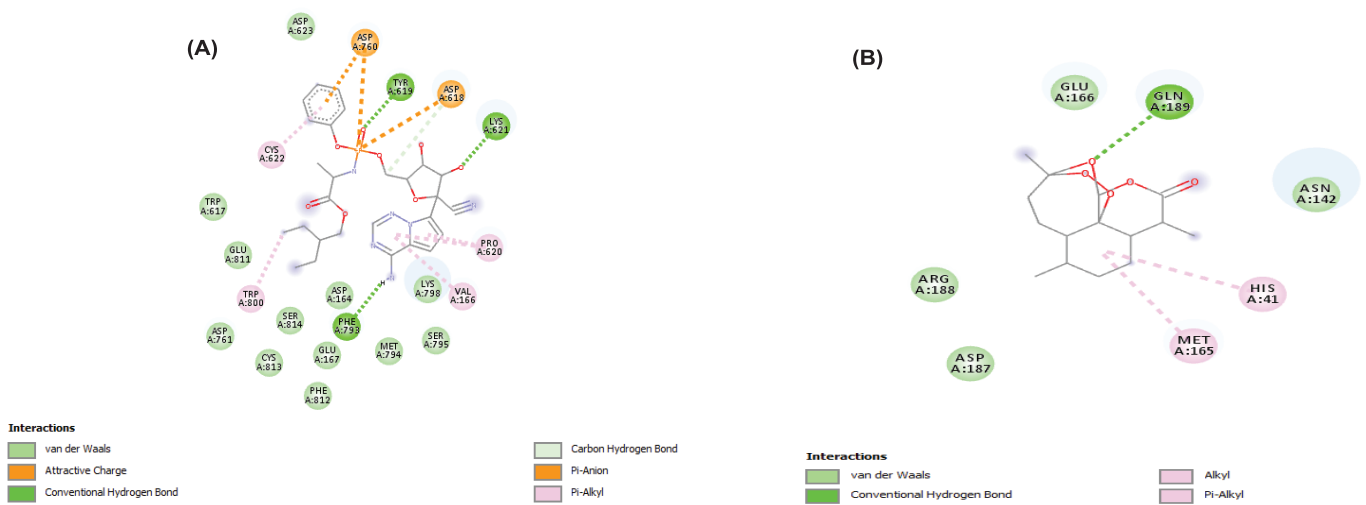 (A)
ASP
A:623
ASP
A:760
TYR
A:619
ASP
A:618
LYS
A:621
CYS
A:622
TRP
A:617
GLU
A:811
PRO
A:620
TRP
A:800
ASP
A:164
LYS
A:798
VAL
A:166
SER
A:814
PHE
A:793
ASP
A:761
CYS
A:813
GLU
A:167
MET
A:794
SER
A:795
PHE
A:812
O
O
O
N
O
O
O
O
O
N
N
N
N
N
H
Interactions
van der Waals
Attractive Charge
Conventional Hydrogen Bond
Carbon Hydrogen Bond
Pi-Anion
Pi-Alkyl
(B)
GLU
A:166
GLN
A:189
ASN
A:142
ARG
A:188
HIS
A:41
MET
A:165
ASP
A:187
O
O
O
O
O
Interactions
van der Waals
Conventional Hydrogen Bond
Alkyl
Pi-Alkyl